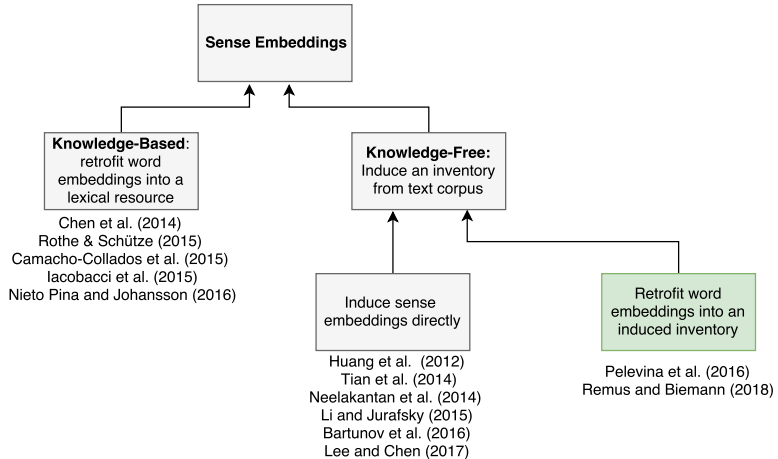 Sense Embeddings
Knowledge-Based:
retrofit word
embeddings into a
lexical resource
Chen et al. (2014)
Rothe & Schütze (2015)
Camacho-Collados et al. (2015)
Iacobacci et al. (2015)
Nieto Pina and Johansson (2016)
Knowledge-Free:
Induce an inventory
from text corpus
Induce sense
embeddings directly
Huang et al. (2012)
Tian et al. (2014)
Neelakantan et al. (2014)
Li and Jurafsky (2015)
Bartunov et al. (2016)
Lee and Chen (2017)
Retrofit word
embeddings into an
induced inventory
Pelevina et al. (2016)
Remus and Biemann (2018)